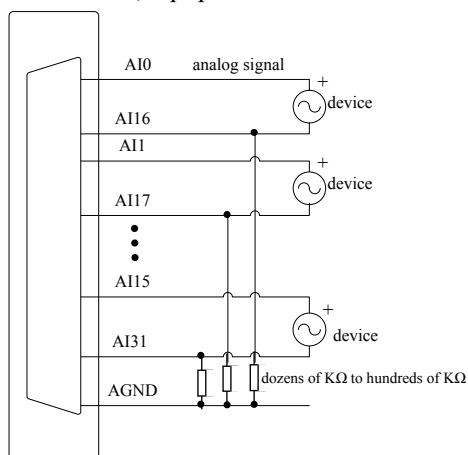 AI0 analog signal
+
device
AI16
AI1
+
device
AI17
AI15
+
device
AI31
dozens of KΩ to hundreds of KΩ
AGND